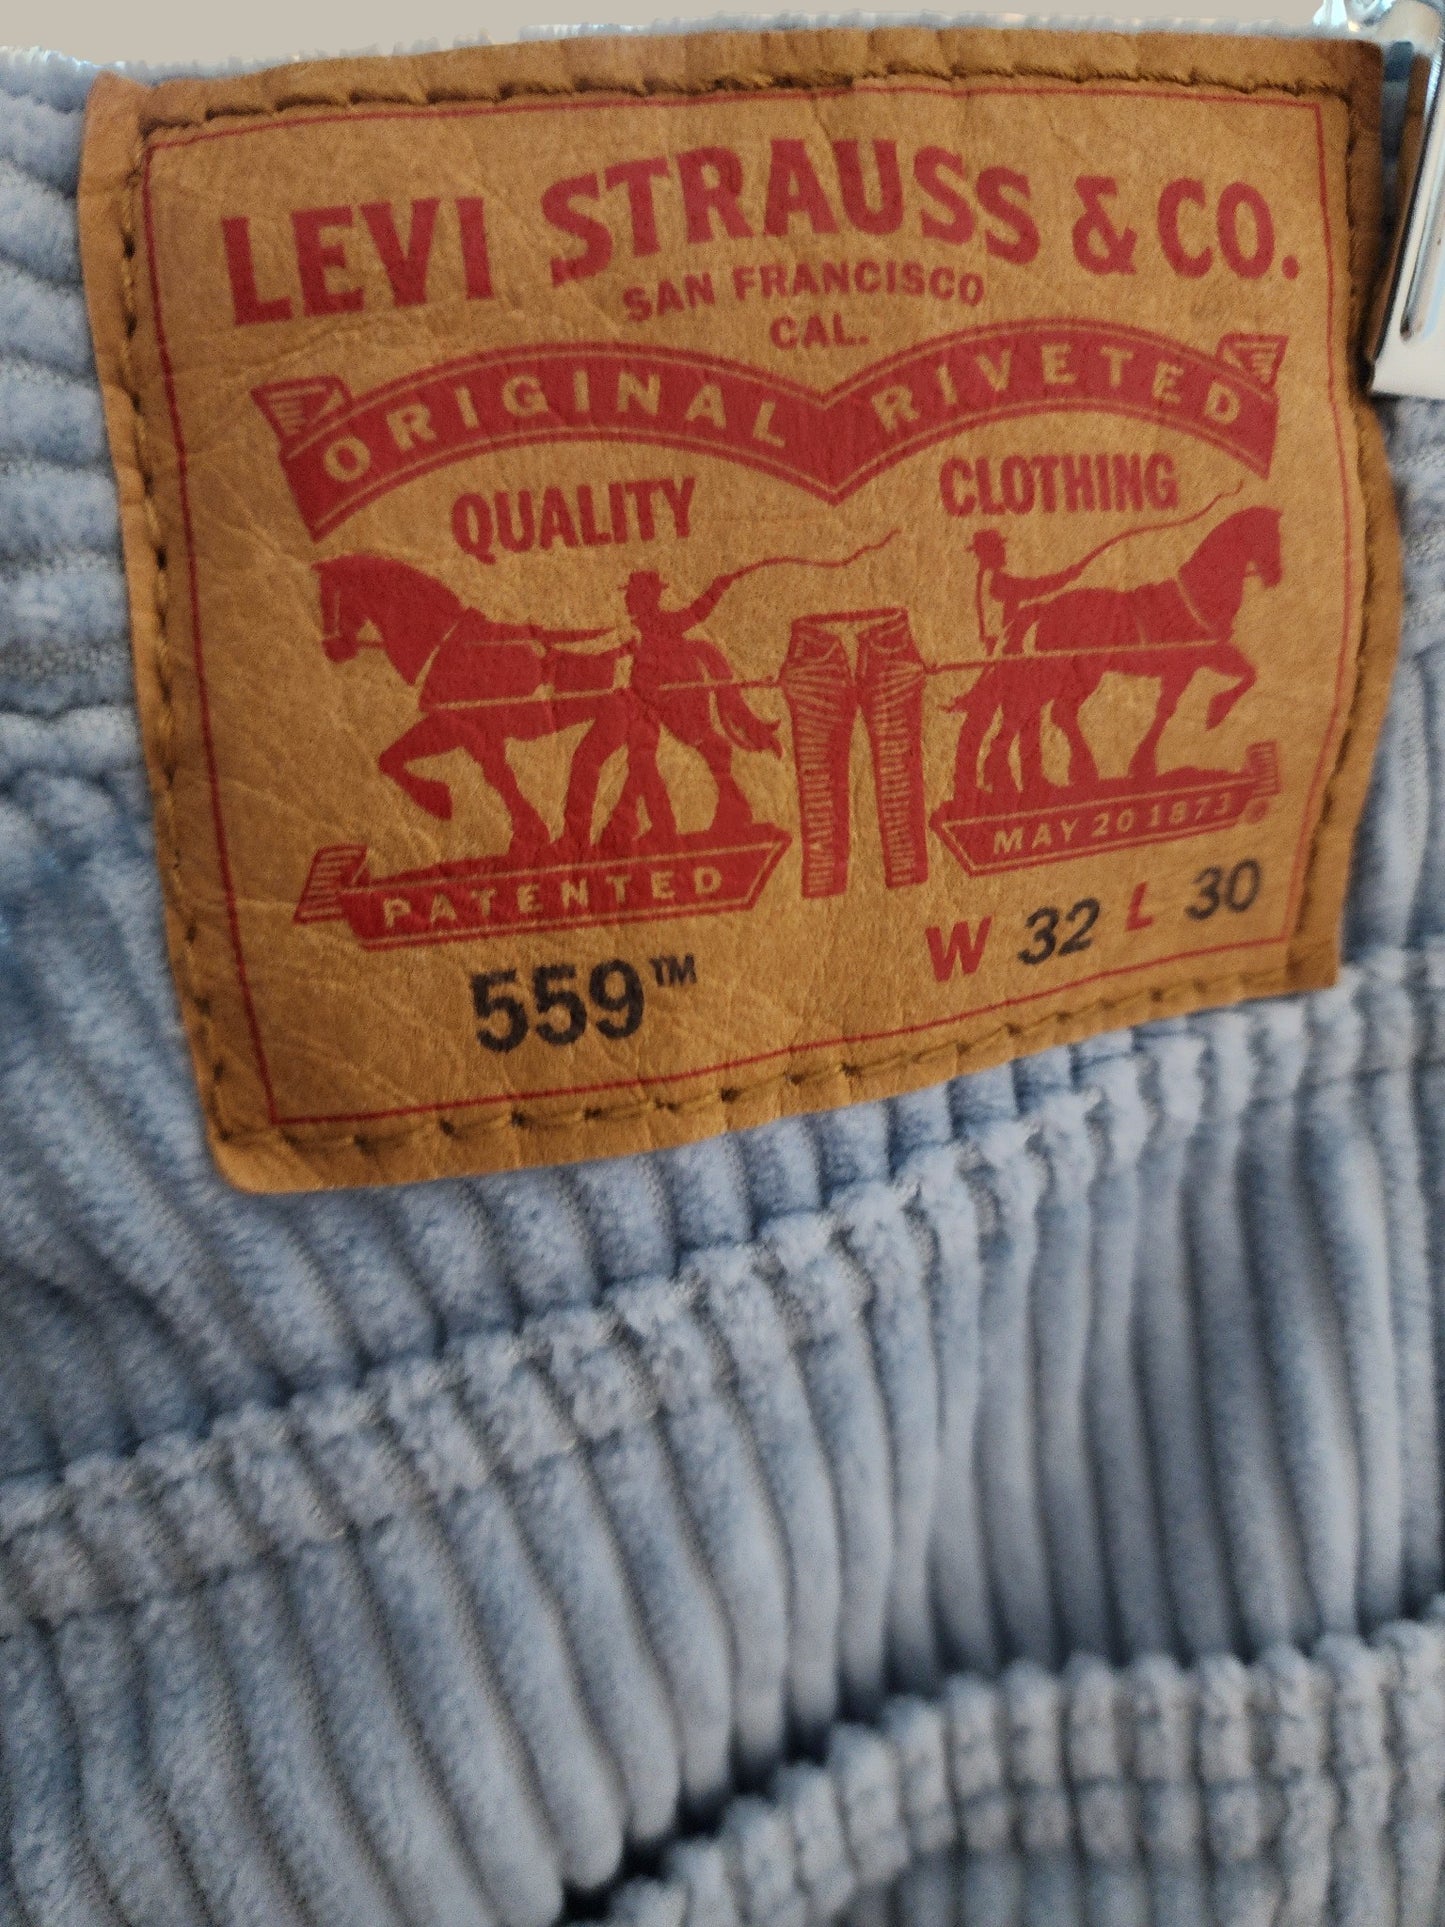 LEVI STRAUSS & CO.
SAN FRANCISCO
CAL.
ORIGINAL RIVETED
QUALITY CLOTHING
PATENTED MAY 20 1873
559™ W 32 L 30